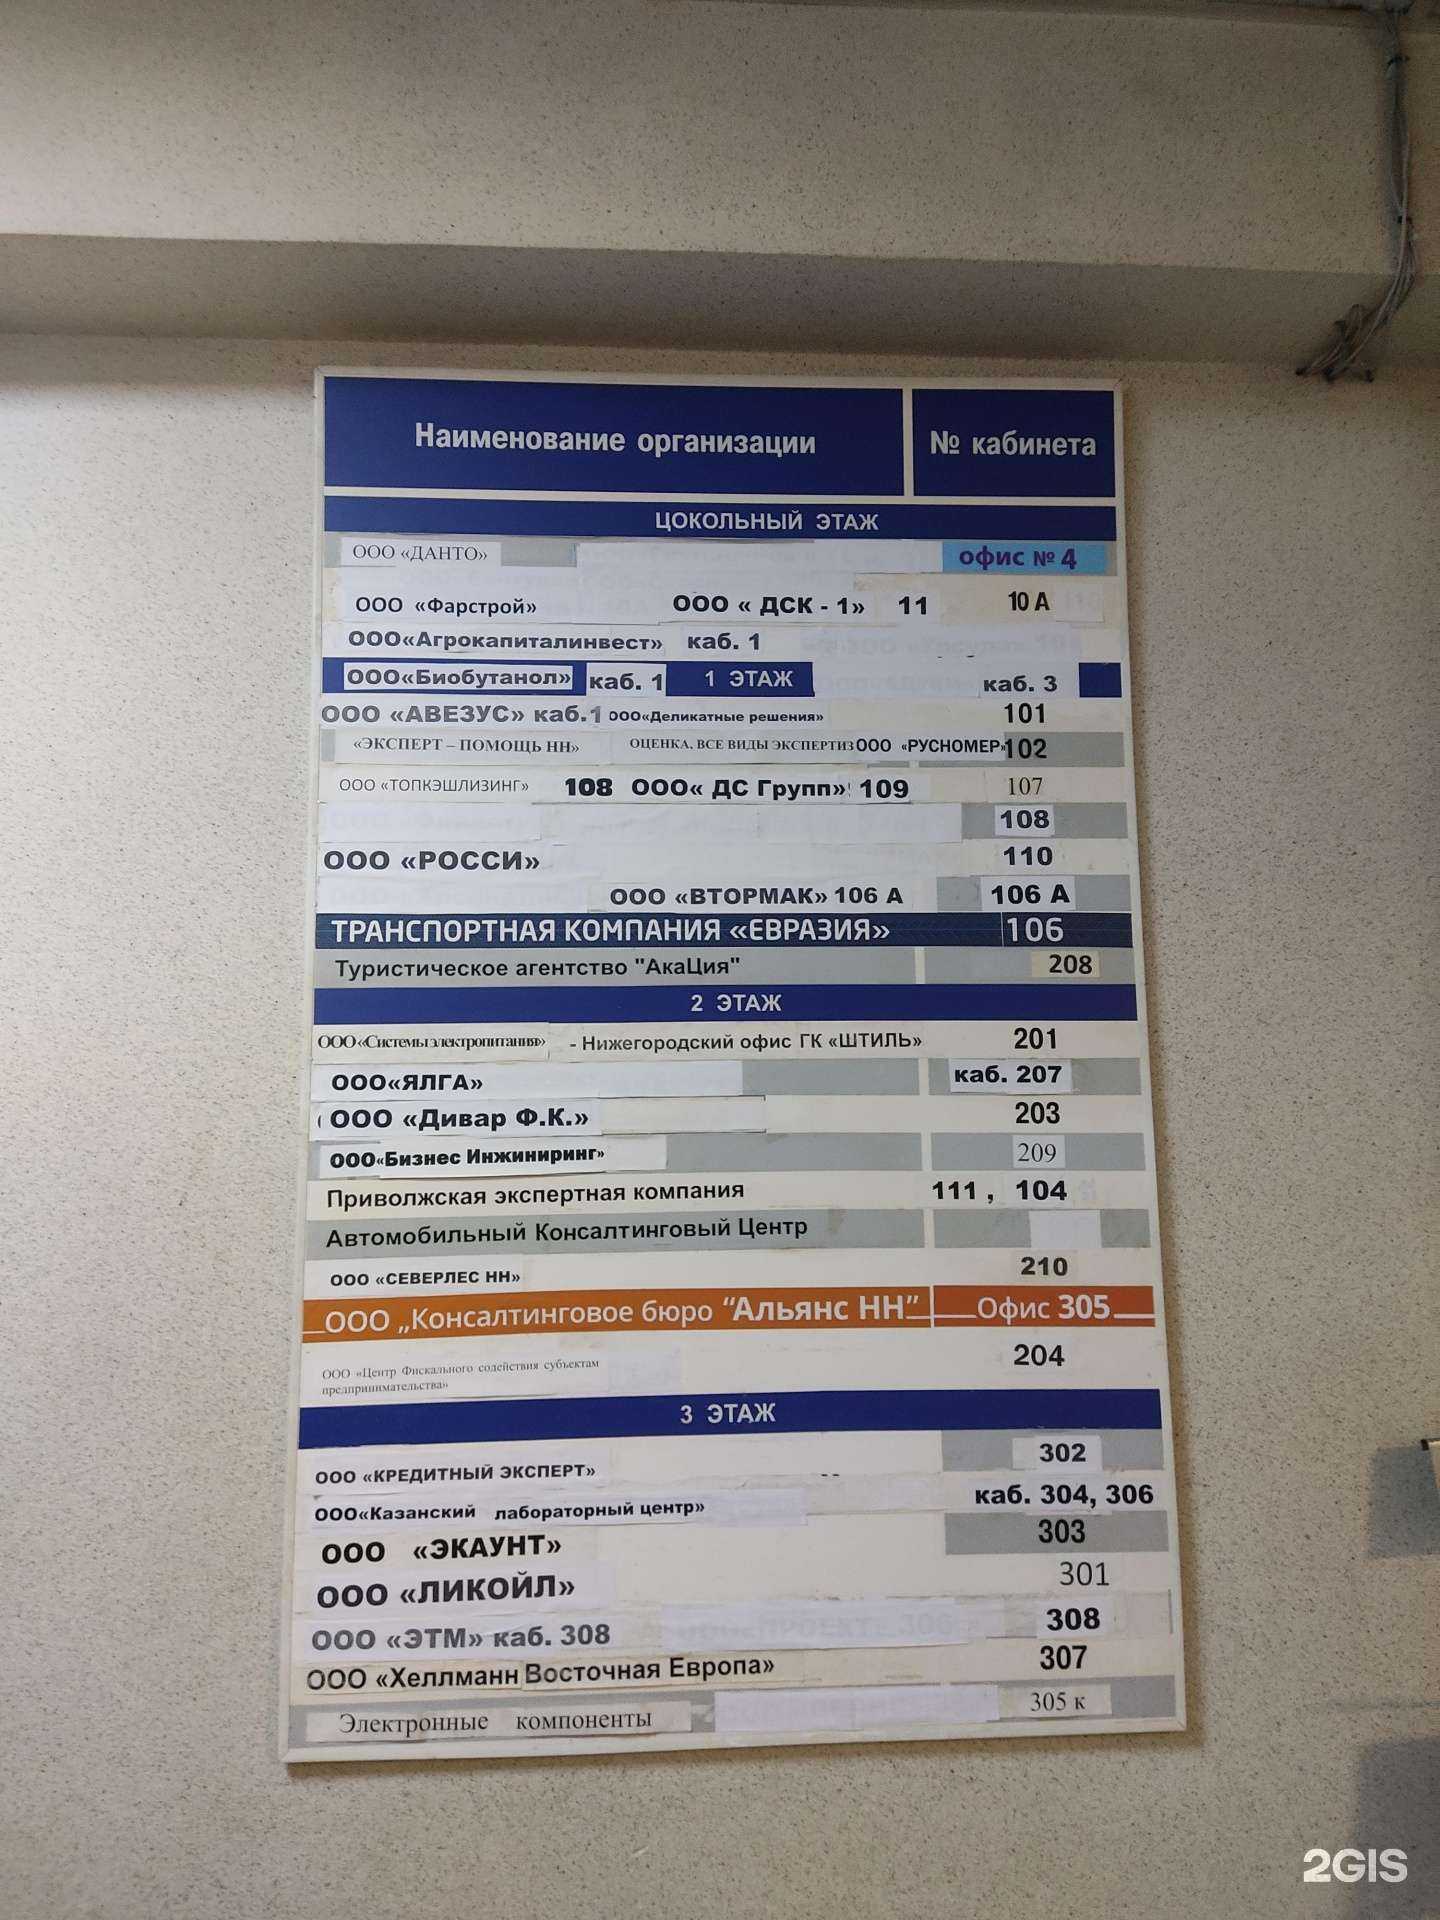 Наименование организации № кабинета
ЦОКОЛЬНЫЙ ЭТАЖ
ООО «ДАНТО» офис № 4
ООО «Фарстрой» ООО « ДСК - 1» 11 10 А
ООО«Агрокапиталинвест» каб. 1
ООО«Биобутанол» каб. 1 1 ЭТАЖ каб. 3
ООО «АВЕЗУС» каб.1 ООО«Деликатные решения» 101
«ЭКСПЕРТ – ПОМОЩЬ НН» ОЦЕНКА, ВСЕ ВИДЫ ЭКСПЕРТИЗ ООО «РУСНОМЕР» 102
ООО «ТОПКЭШЛИЗИНГ» 108 ООО« ДС Групп» 109 107
108
ООО «РОССИ» 110
ООО «ВТОРМАК» 106 А 106 А
ТРАНСПОРТНАЯ КОМПАНИЯ «ЕВРАЗИЯ» 106
Туристическое агентство "АкаЦия" 208
2 ЭТАЖ
ООО «Системы электропитания» - Нижегородский офис ГК «ШТИЛЬ» 201
ООО«ЯЛГА» каб. 207
ООО «Дивар Ф.К.» 203
ООО«Бизнес Инжиниринг» 209
Приволжская экспертная компания 111 , 104
Автомобильный Консалтинговый Центр
ООО «СЕВЕРЛЕС НН» 210
ООО „Консалтинговое бюро “Альянс НН” Офис 305
ООО «Центр Фискального содействия субъектам 204
предпринимательства»
3 ЭТАЖ
ООО «КРЕДИТНЫЙ ЭКСПЕРТ» 302
ООО«Казанский лабораторный центр» каб. 304, 306
ООО «ЭКАУНТ» 303
ООО «ЛИКОЙЛ» 301
ООО «ЭТМ» каб. 308 308
ООО «Хеллманн Восточная Европа» 307
Электронные компоненты 305 к
2GIS